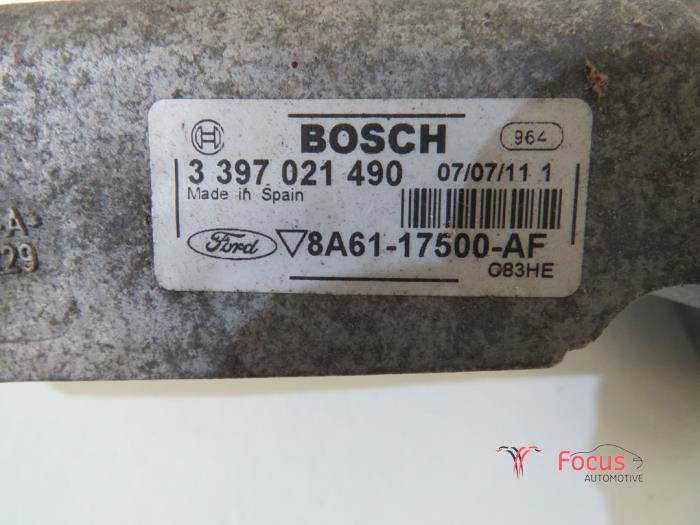 BOSCH
964
3 397 021 490 07/07/11 1
Made in Spain
Ford 8A61-17500-AF
C83HE
A
29
Focus
AUTOMOTIVE